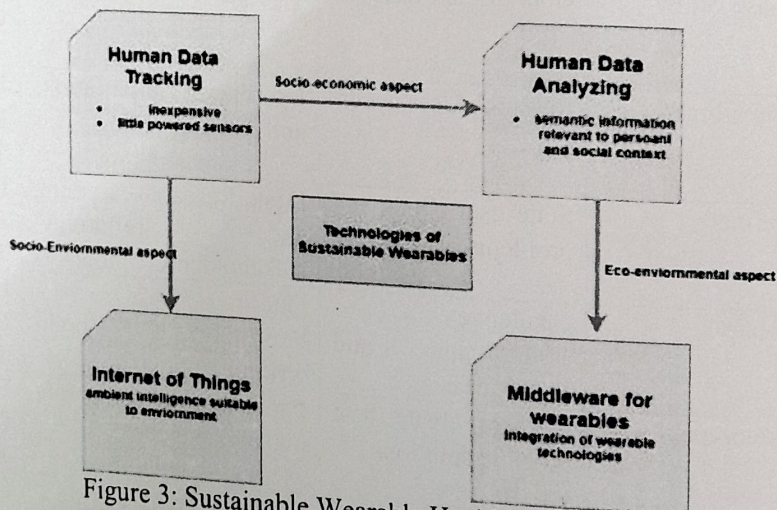 Human Data
Tracking
• inexpensive
• little powered sensors
Socio-economic aspect
Human Data
Analyzing
• semantic information
relevant to persoanl
and social context
Socio-Enviornmental aspect
Technologies of
Sustainable Wearables
Eco-enviornmental aspect
Internet of Things
ambient intelligence suitable
to enviornment
Middleware for
wearables
Integration of wearable
technologies
Figure 3: Sustainable Wearable